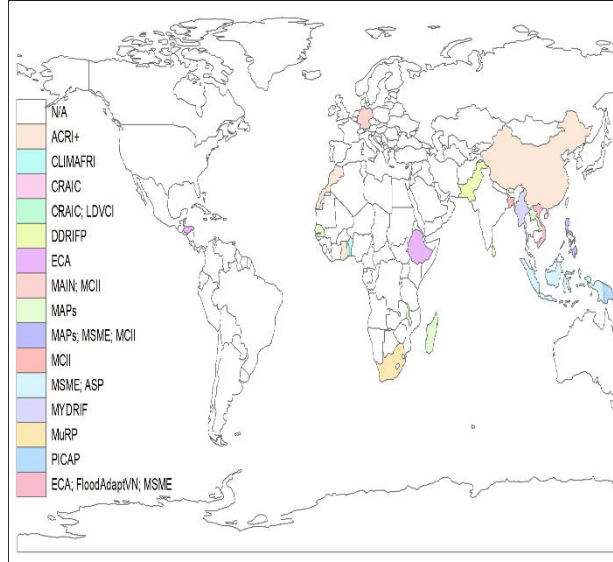 N/A
ACRI+
CLIMAFRI
CRAIC
CRAIC; LDVCI
DDRIFP
ECA
MAIN; MCII
MAPs
MAPs; MSME; MCII
MCII
MSME; ASP
MYDRIF
MuRP
PICAP
ECA; FloodAdaptVN; MSME